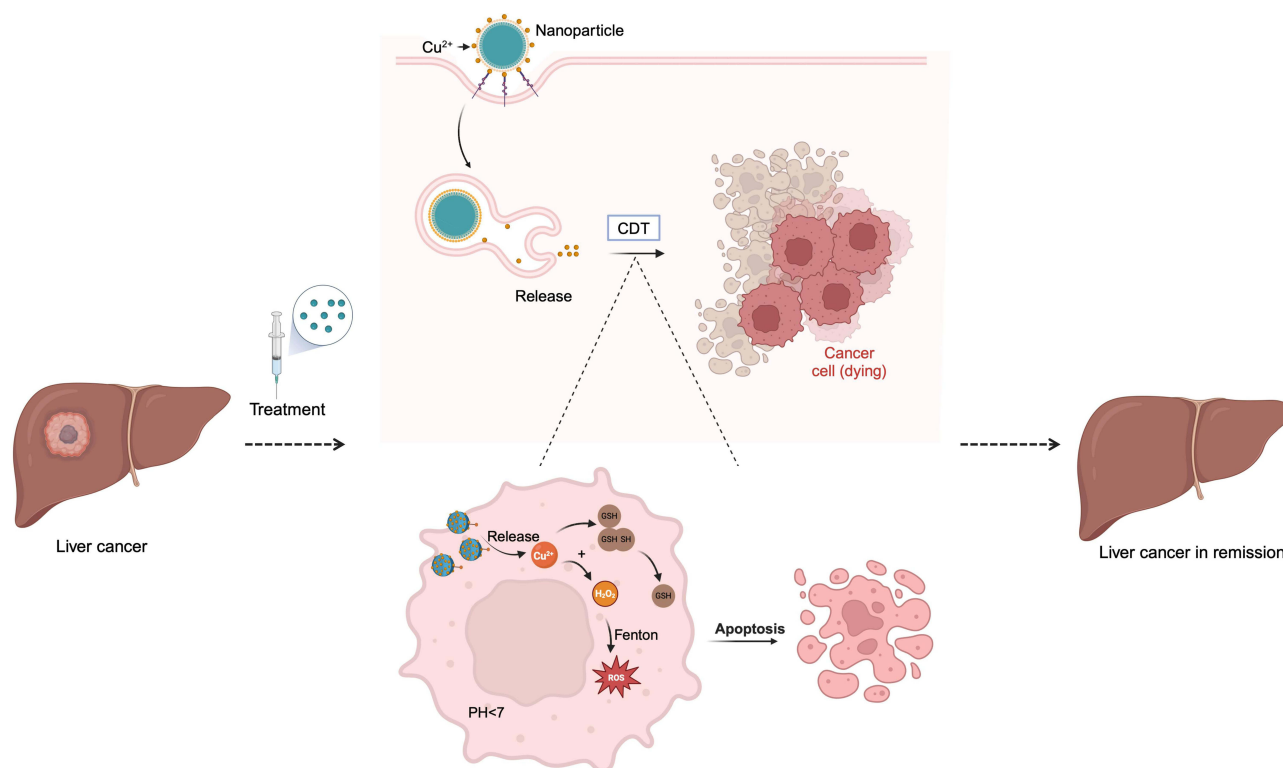 Nanoparticle
Cu²⁺
CDT
Release
Cancer
cell (dying)
Treatment
Liver cancer
Liver cancer in remission
Release
Cu²⁺
+
GSH
GSH SH
H₂O₂
GSH
Fenton
ROS
PH<7
Apoptosis